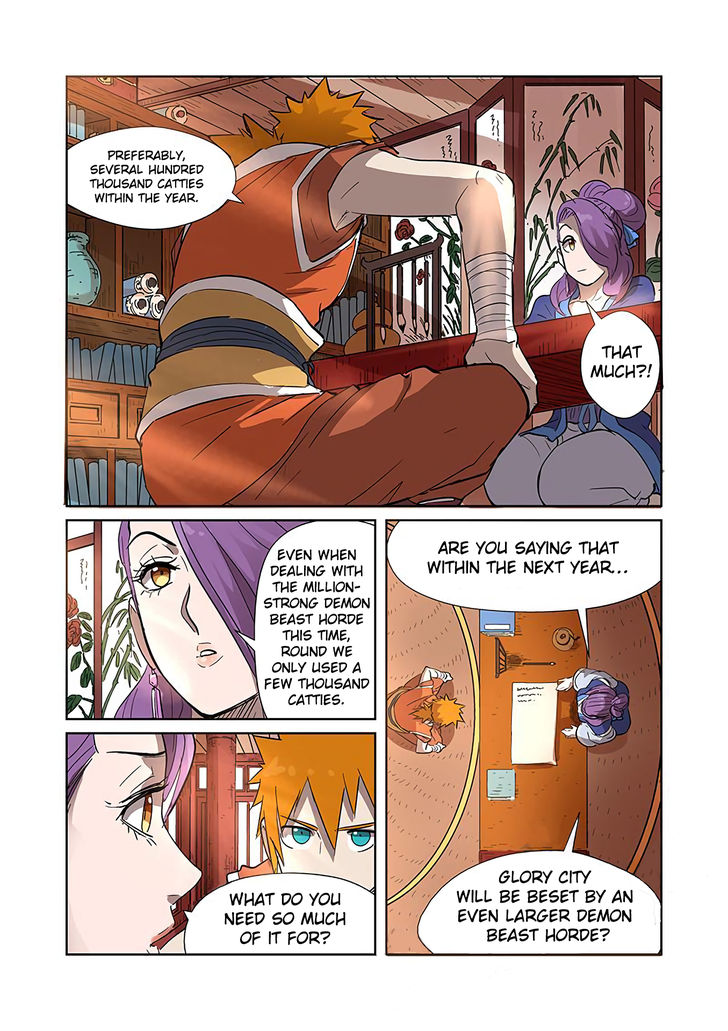 PREFERABLY,
SEVERAL HUNDRED
THOUSAND CATTIES
WITHIN THE YEAR.
THAT
MUCH?!
EVEN WHEN
DEALING WITH
THE MILLION-
STRONG DEMON
BEAST HORDE
THIS TIME,
ROUND WE
ONLY USED A
FEW THOUSAND
CATTIES.
WHAT DO YOU
NEED SO MUCH
OF IT FOR?
ARE YOU SAYING THAT
WITHIN THE NEXT YEAR...
GLORY CITY
WILL BE BESET BY AN
EVEN LARGER DEMON
BEAST HORDE?